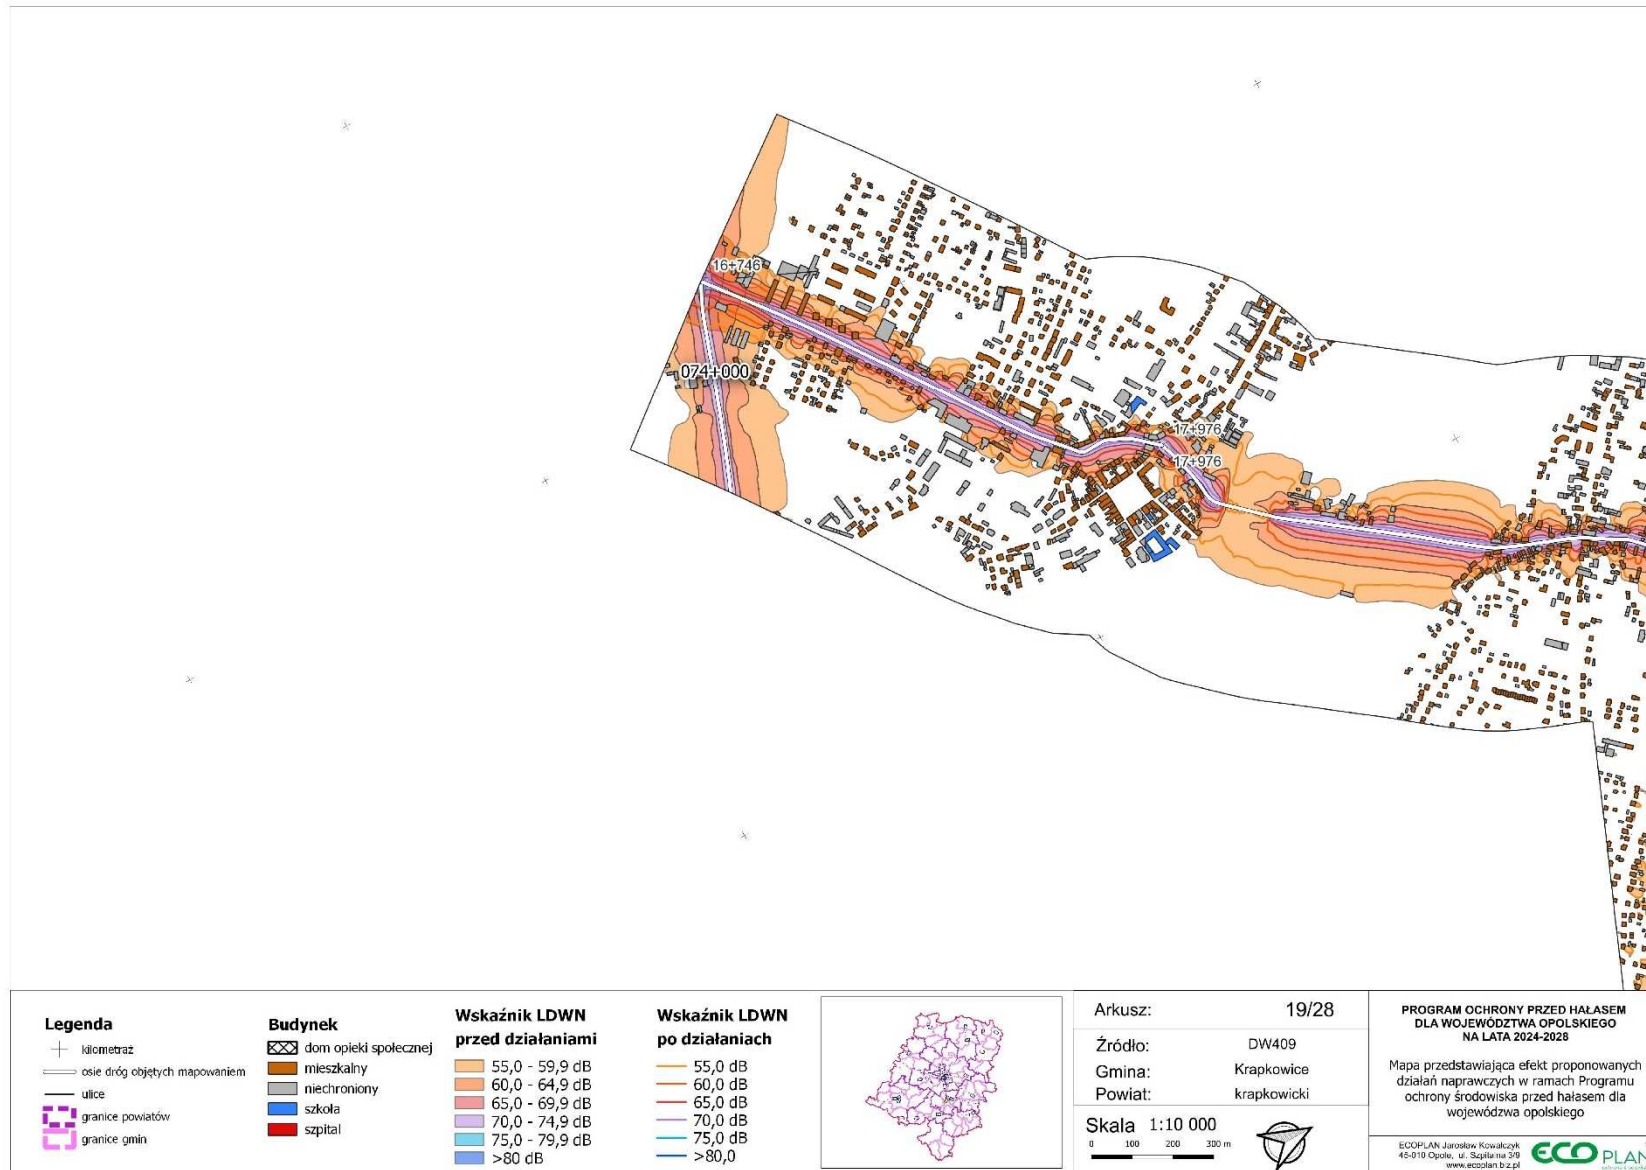 16+746
074+000
17+976
17+976
Legenda
kilometraż
osie dróg objętych mapowaniem
ulice
granice powiatów
granice gmin
Budynek
dom opieki społecznej
mieszkalny
niechroniony
szkoła
szpital
Wskaźnik LDWN
przed działaniami
55,0 - 59,9 dB
60,0 - 64,9 dB
65,0 - 69,9 dB
70,0 - 74,9 dB
75,0 - 79,9 dB
>80 dB
Wskaźnik LDWN
po działaniach
55,0 dB
60,0 dB
65,0 dB
70,0 dB
75,0 dB
>80,0
Arkusz: 19/28
Źródło: DW409
Gmina: Krapkowice
Powiat: krapkowicki
Skala 1:10 000
0 100 200 300 m
PROGRAM OCHRONY PRZED HAŁASEM
DLA WOJEWÓDZTWA OPOLSKIEGO
NA LATA 2024-2028
Mapa przedstawiająca efekt proponowanych
działań naprawczych w ramach Programu
ochrony środowiska przed hałasem dla
wojewódzwa opolskiego
ECOPLAN Jarosław Kowalczyk
45-010 Opole, ul. Szpitalna 3/9
www.ecoplan.biz.pl
ECO PLAN